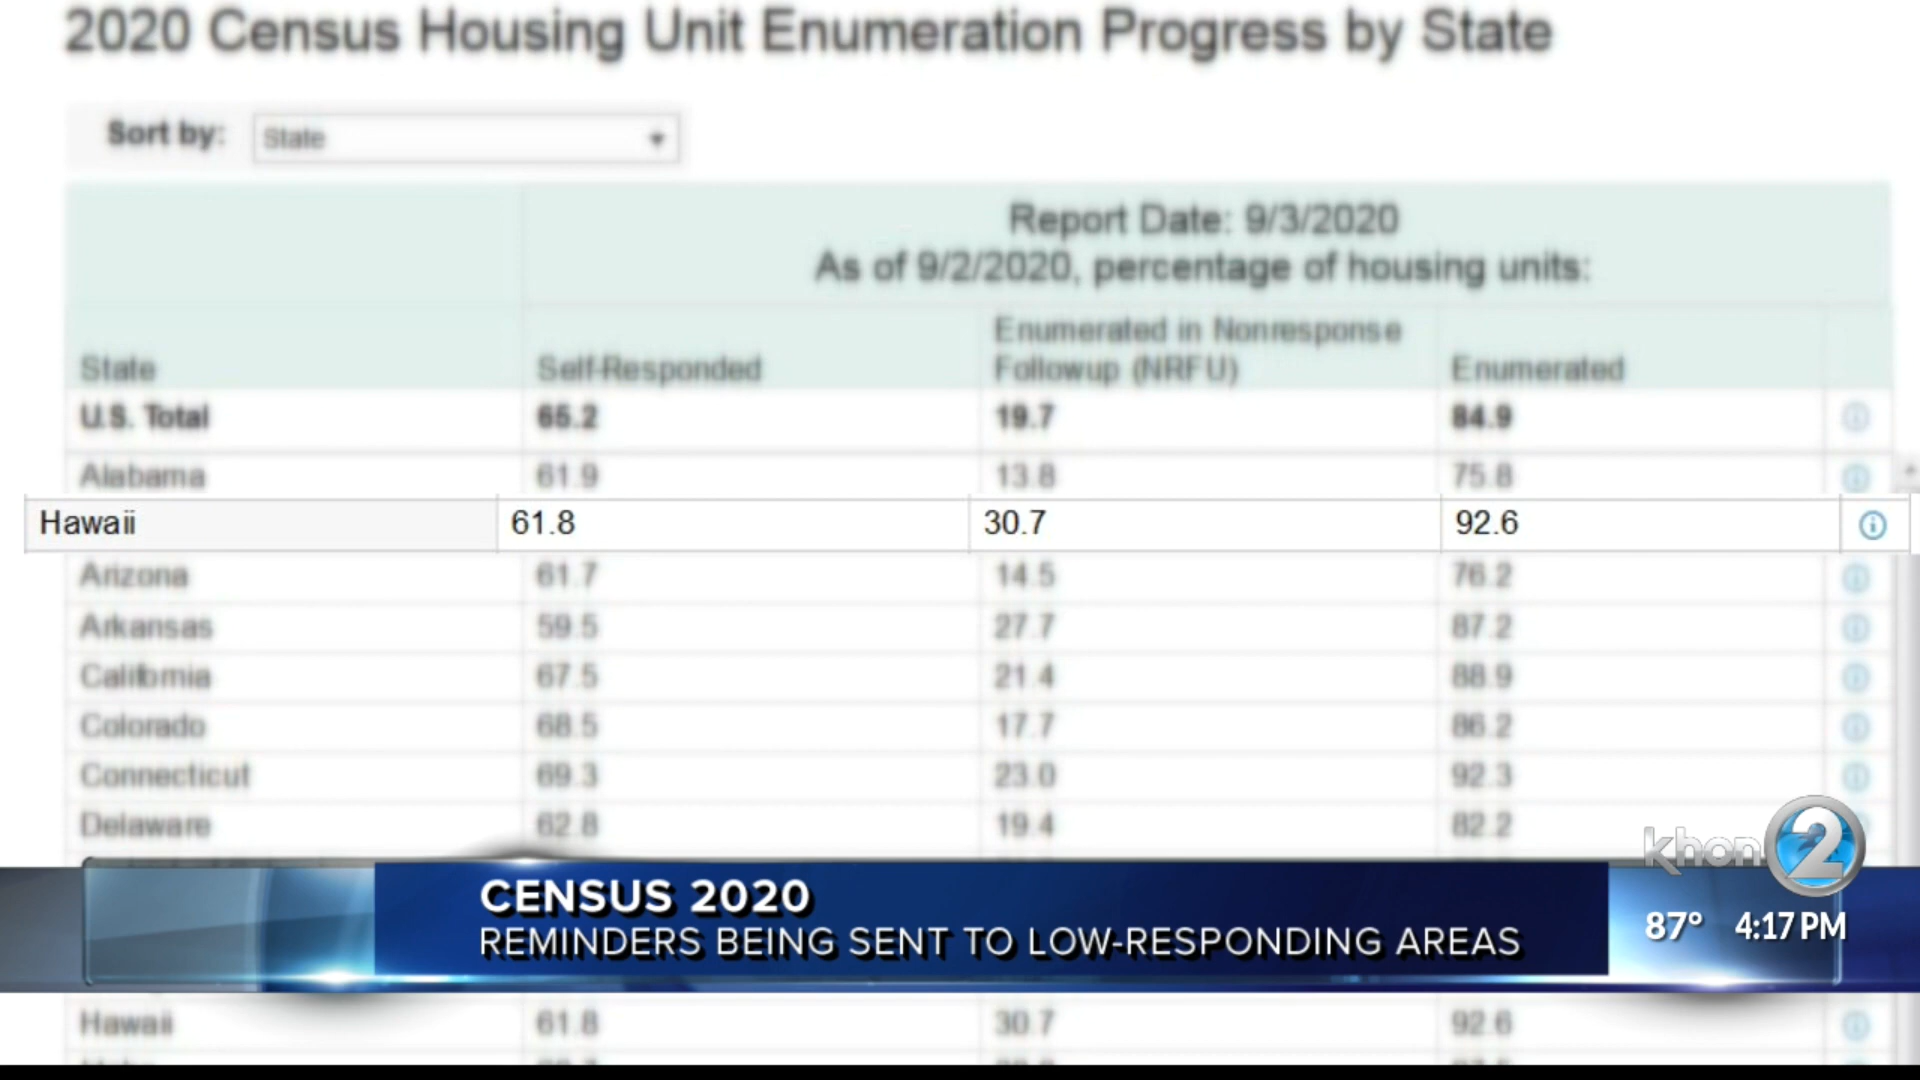 2020 Census Housing Unit Enumeration Progress by State
Sort by: State
Report Date: 9/3/2020
As of 9/2/2020, percentage of housing units:
State Self-Responded Enumerated in Nonresponse Followup (NRFU) Enumerated
U.S. Total 65.2 19.7 84.9
Alabama 61.9 13.8 75.8
Hawaii 61.8 30.7 92.6
Arizona 61.7 14.5 76.2
Arkansas 59.5 27.7 87.2
California 67.5 21.4 88.9
Colorado 68.5 17.7 86.2
Connecticut 69.3 23.0 92.3
Delaware 62.8 19.4 82.2
khon 2
CENSUS 2020
REMINDERS BEING SENT TO LOW-RESPONDING AREAS
87° 4:17 PM
Hawaii 61.8 30.7 92.6